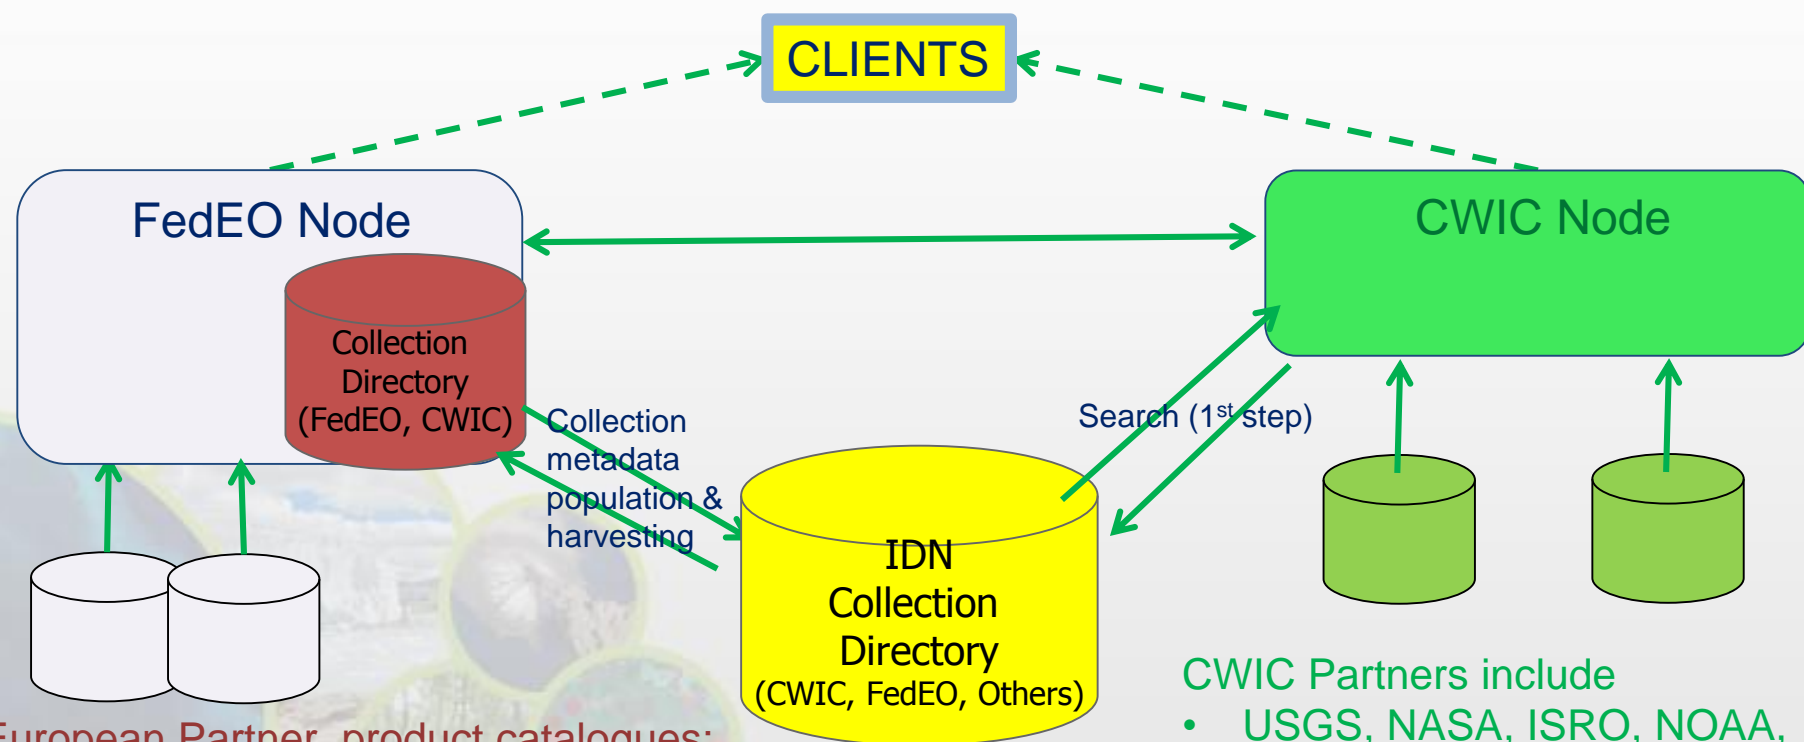 CLIENTS
FedEO Node
CWIC Node
Collection
Directory
(FedEO, CWIC)
Collection
metadata
population &
harvesting
Search (1st step)
IDN
Collection
Directory
(CWIC, FedEO, Others)
CWIC Partners include
• USGS, NASA, ISRO, NOAA,
European Partner product catalogues: